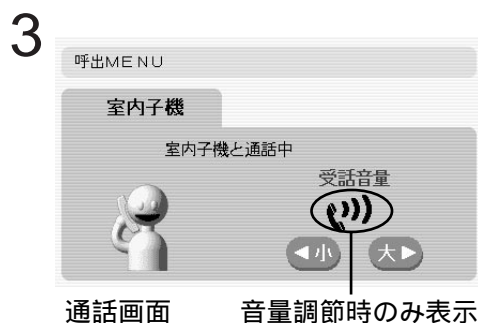 3
呼出MENU
室内子機
室内子機と通話中
受話音量
◀小 大▶
通話画面 音量調節時のみ表示